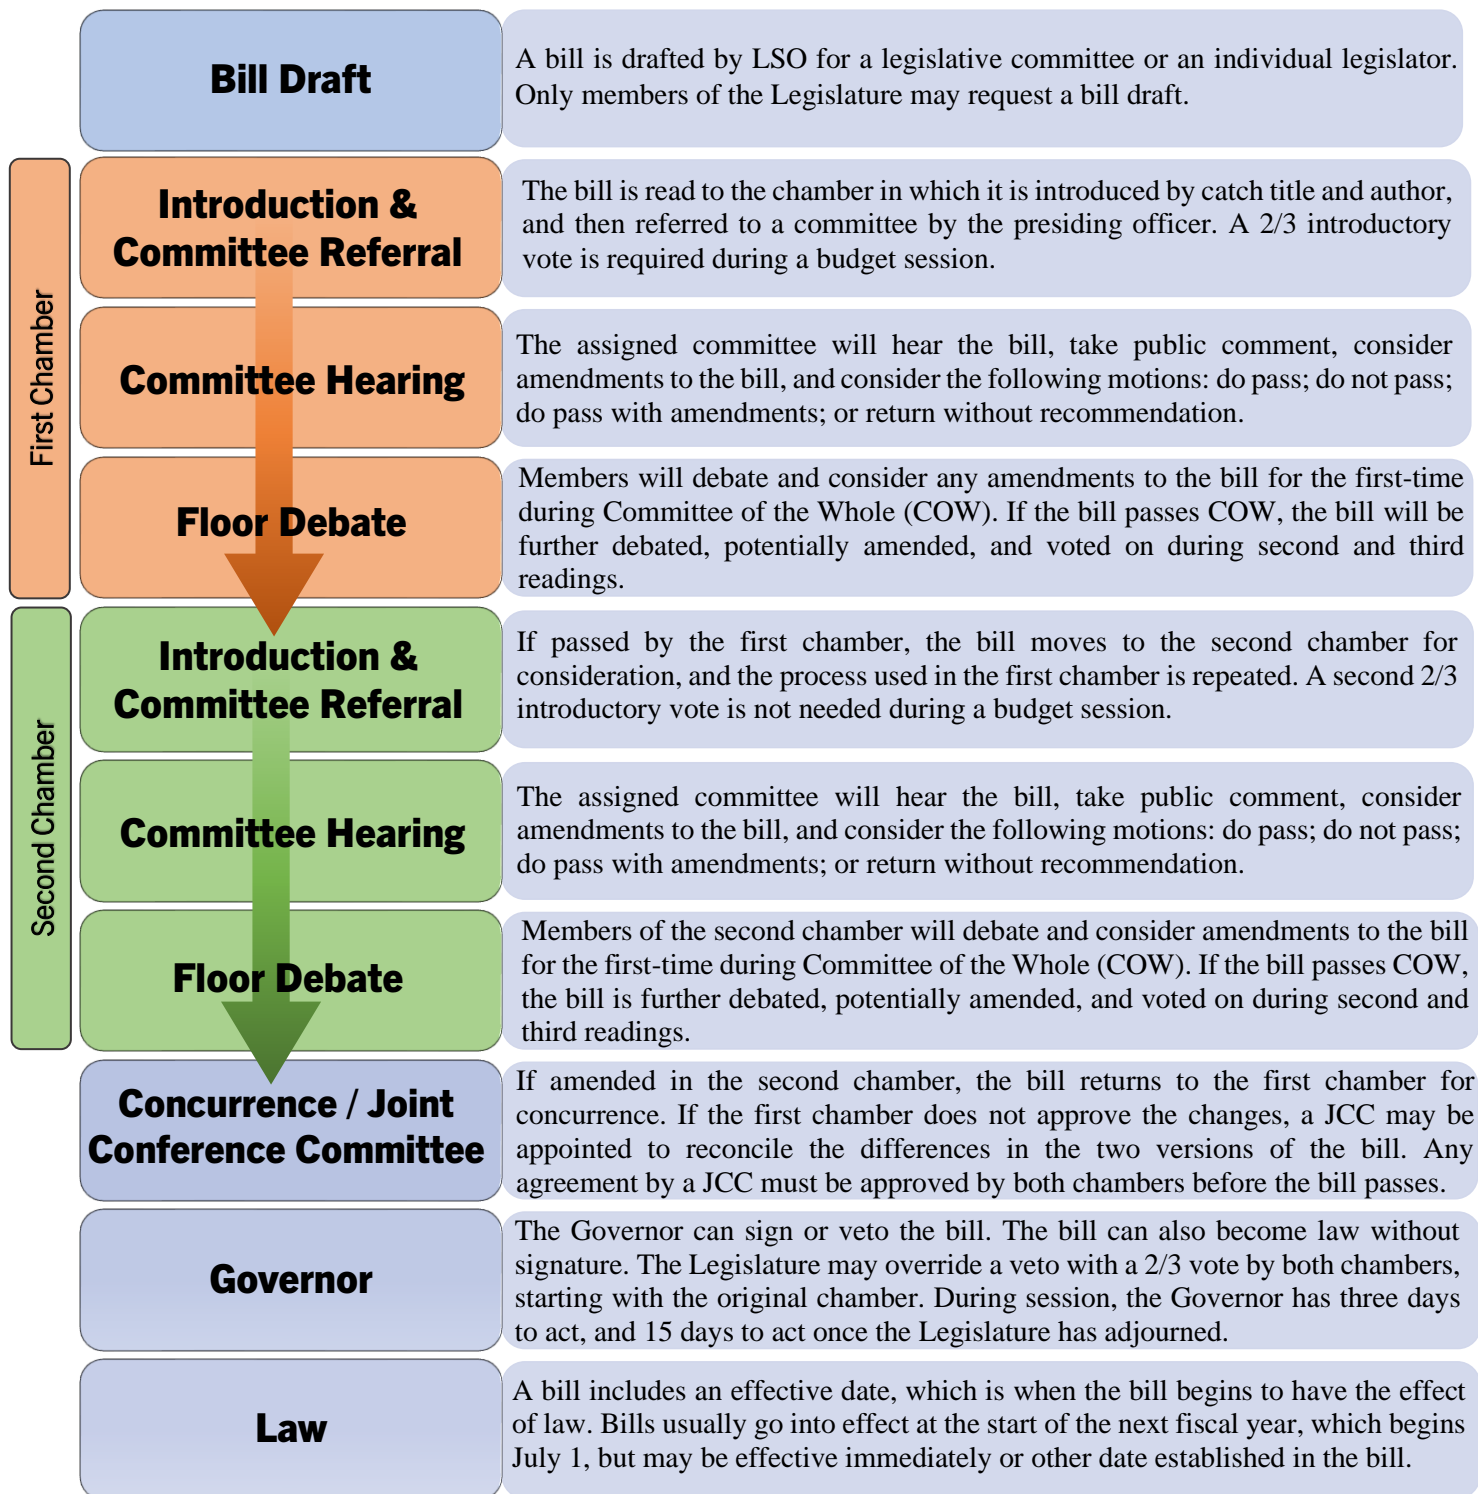 Bill Draft
A bill is drafted by LSO for a legislative committee or an individual legislator.
Only members of the Legislature may request a bill draft.
First Chamber
Introduction &
Committee Referral
The bill is read to the chamber in which it is introduced by catch title and author,
and then referred to a committee by the presiding officer. A 2/3 introductory
vote is required during a budget session.
Committee Hearing
The assigned committee will hear the bill, take public comment, consider
amendments to the bill, and consider the following motions: do pass; do not pass;
do pass with amendments; or return without recommendation.
Floor Debate
Members will debate and consider any amendments to the bill for the first-time
during Committee of the Whole (COW). If the bill passes COW, the bill will be
further debated, potentially amended, and voted on during second and third
readings.
Second Chamber
Introduction &
Committee Referral
If passed by the first chamber, the bill moves to the second chamber for
consideration, and the process used in the first chamber is repeated. A second 2/3
introductory vote is not needed during a budget session.
Committee Hearing
The assigned committee will hear the bill, take public comment, consider
amendments to the bill, and consider the following motions: do pass; do not pass;
do pass with amendments; or return without recommendation.
Floor Debate
Members of the second chamber will debate and consider amendments to the bill
for the first-time during Committee of the Whole (COW). If the bill passes COW,
the bill is further debated, potentially amended, and voted on during second and
third readings.
Concurrence / Joint
Conference Committee
If amended in the second chamber, the bill returns to the first chamber for
concurrence. If the first chamber does not approve the changes, a JCC may be
appointed to reconcile the differences in the two versions of the bill. Any
agreement by a JCC must be approved by both chambers before the bill passes.
Governor
The Governor can sign or veto the bill. The bill can also become law without
signature. The Legislature may override a veto with a 2/3 vote by both chambers,
starting with the original chamber. During session, the Governor has three days
to act, and 15 days to act once the Legislature has adjourned.
Law
A bill includes an effective date, which is when the bill begins to have the effect
of law. Bills usually go into effect at the start of the next fiscal year, which begins
July 1, but may be effective immediately or other date established in the bill.